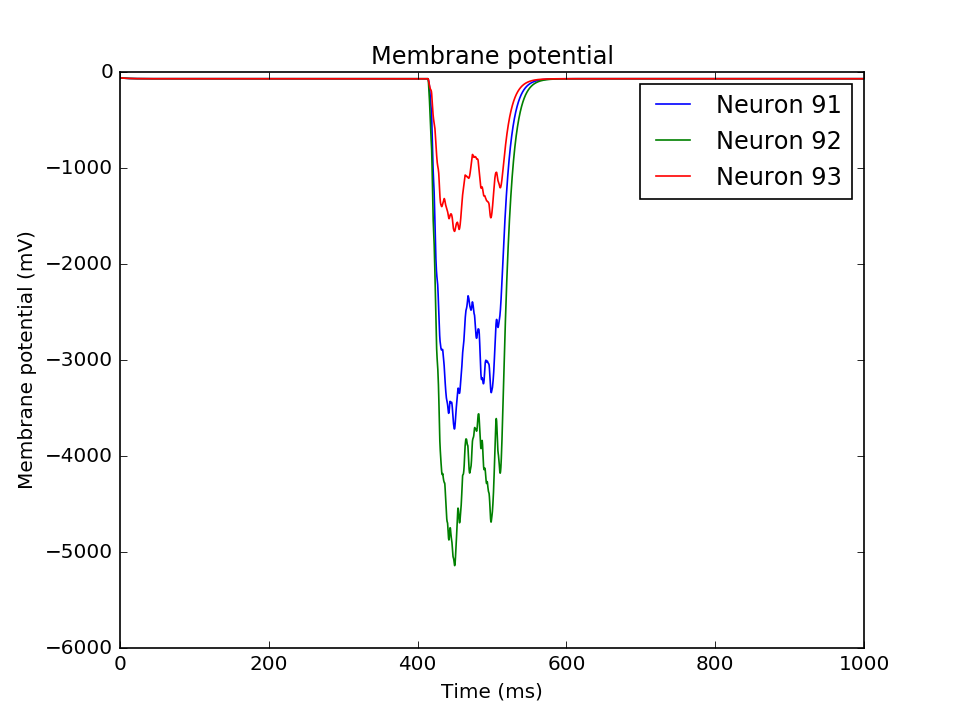 Membrane potential
0
−1000
−2000
−3000
−4000
−5000
−6000
Membrane potential (mV)
Neuron 91
Neuron 92
Neuron 93
0 200 400 600 800 1000
Time (ms)